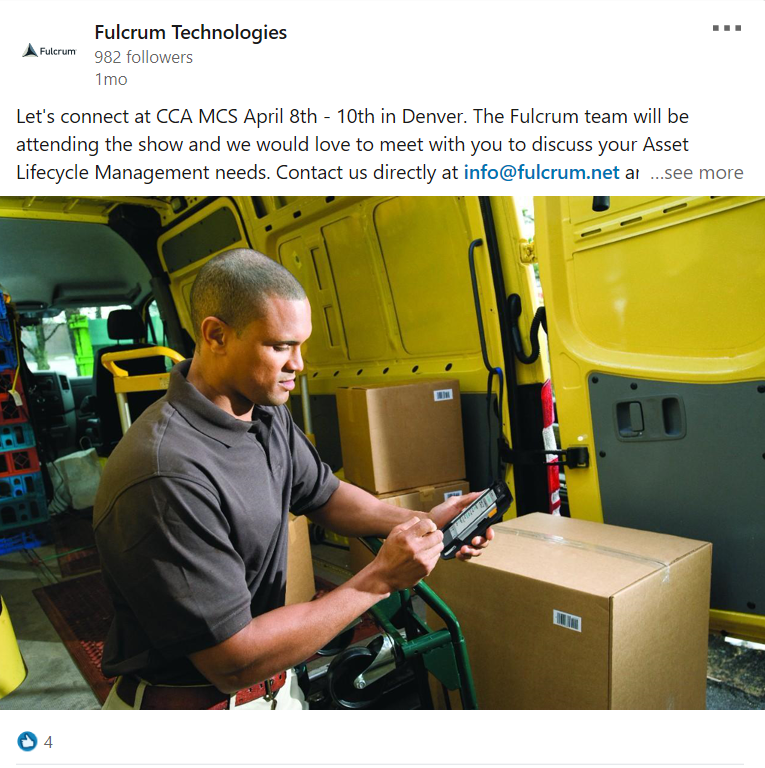 Fulcrum Technologies
Fulcrum
982 followers
1mo
Let's connect at CCA MCS April 8th - 10th in Denver. The Fulcrum team will be
attending the show and we would love to meet with you to discuss your Asset
Lifecycle Management needs. Contact us directly at info@fulcrum.net ar ...see more
4